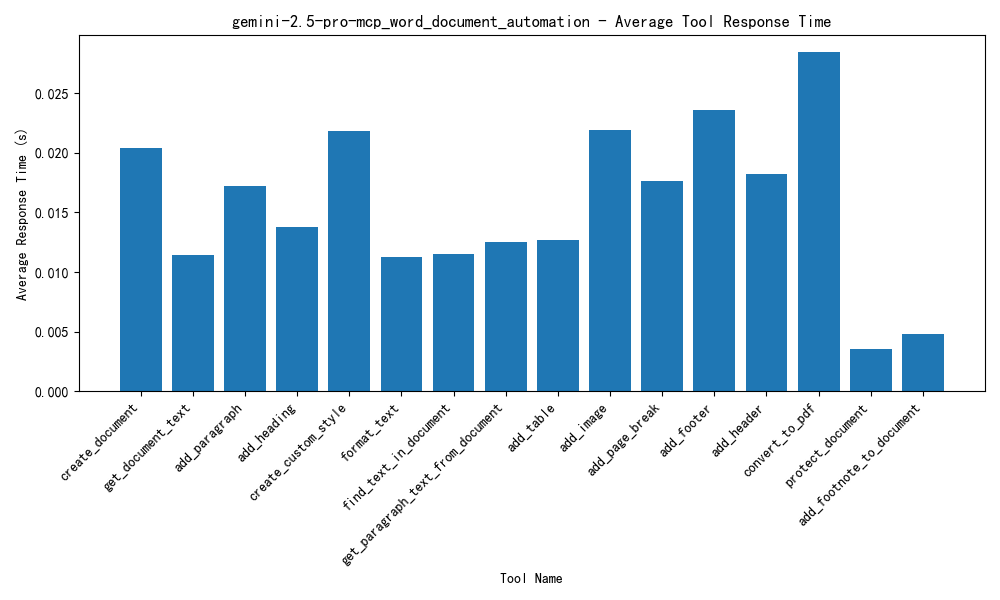 gemini-2.5-pro-mcp_word_document_automation - Average Tool Response Time
Average Response Time (s)
0.025
0.020
0.015
0.010
0.005
0.000
create_document
get_document_text
add_paragraph
add_heading
create_custom_style
format_text
find_text_in_document
get_paragraph_text_from_document
add_table
add_image
add_page_break
add_footer
add_header
convert_to_pdf
protect_document
add_footnote_to_document
Tool Name